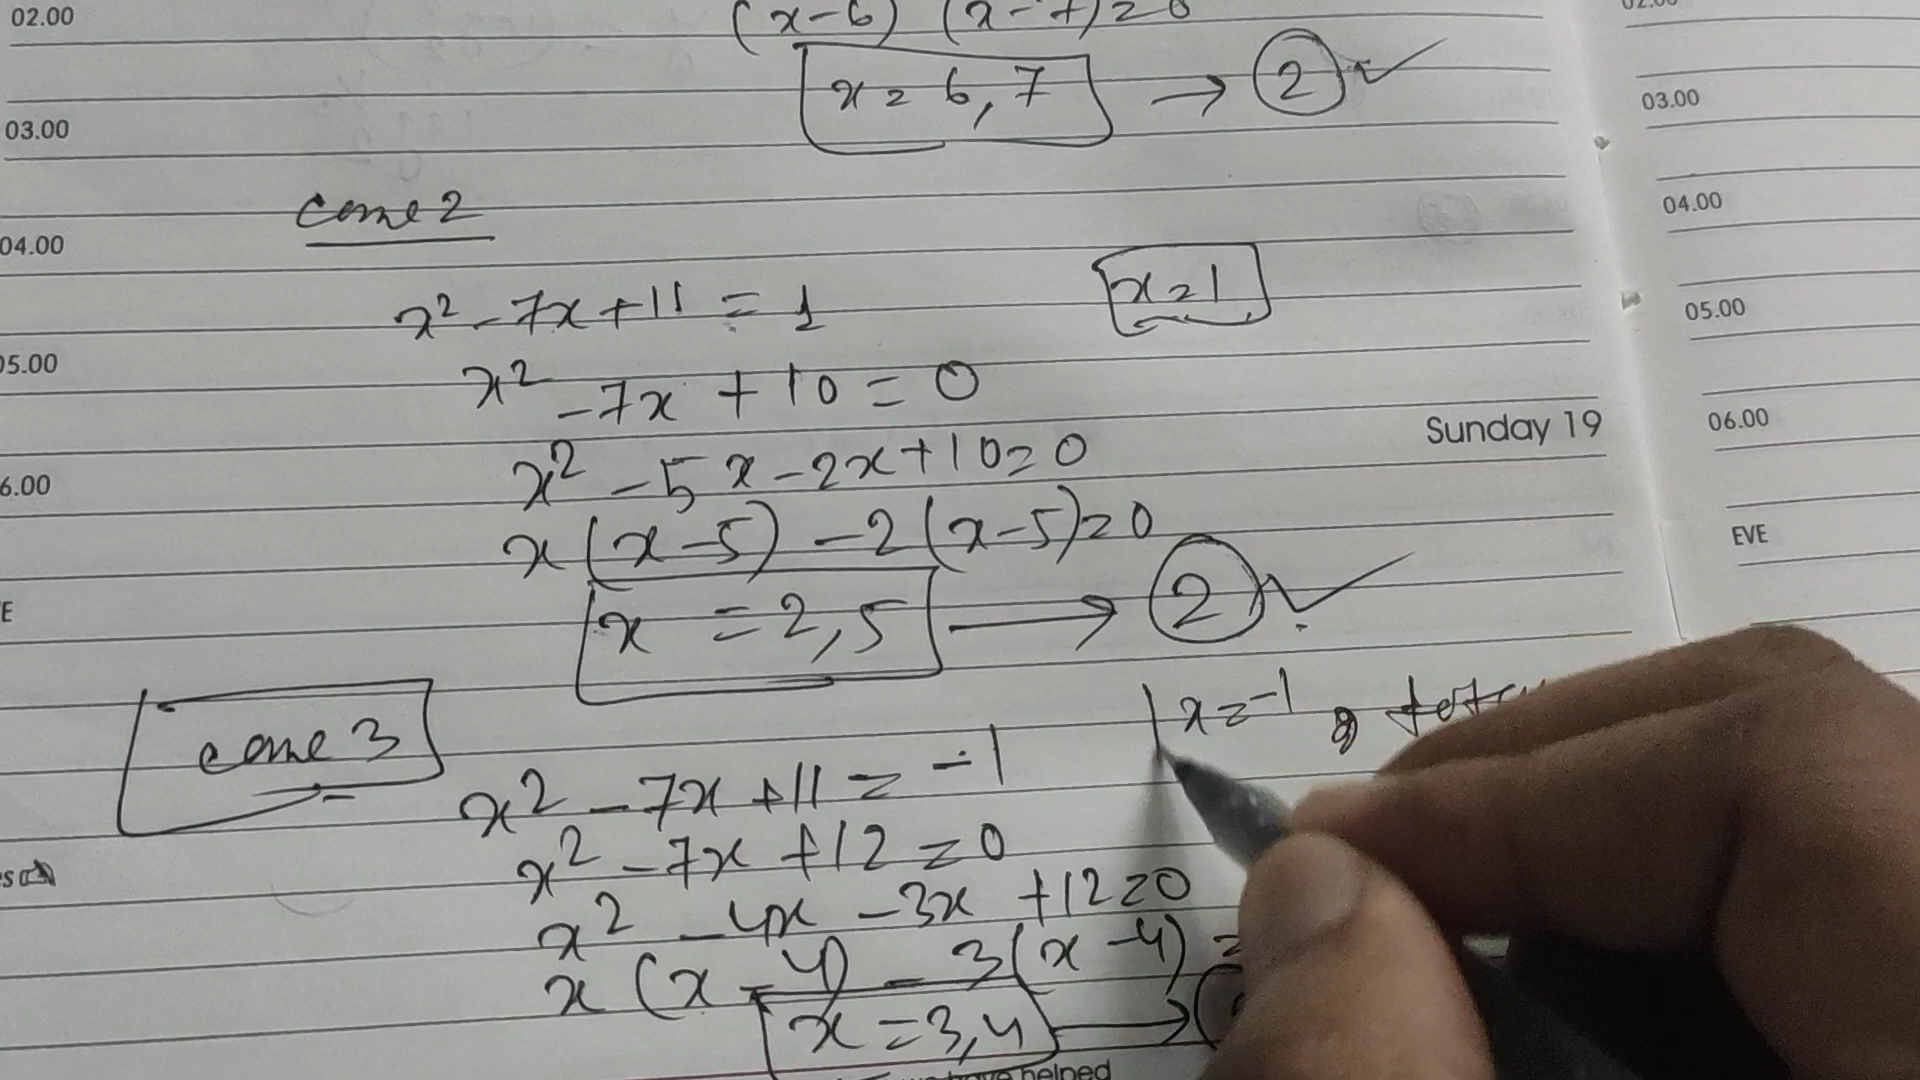 02.00
(x-6) (x-7)=0
x = 6, 7 → 2 ✓
03.00
03.00
case 2
04.00
04.00
x² - 7x + 11 = 1
x=1
05.00
05.00
x² - 7x + 10 = 0
Sunday 19
06.00
x² - 5x - 2x + 10 = 0
6.00
x(x-5) - 2(x-5) = 0
EVE
x = 2, 5 → 2 ✓
E
case 3
x = -1,
x² - 7x + 11 = -1
x² - 7x + 12 = 0
x² - 4x - 3x + 12 = 0
x(x-4) - 3(x-4) =
x = 3, 4 →
helped